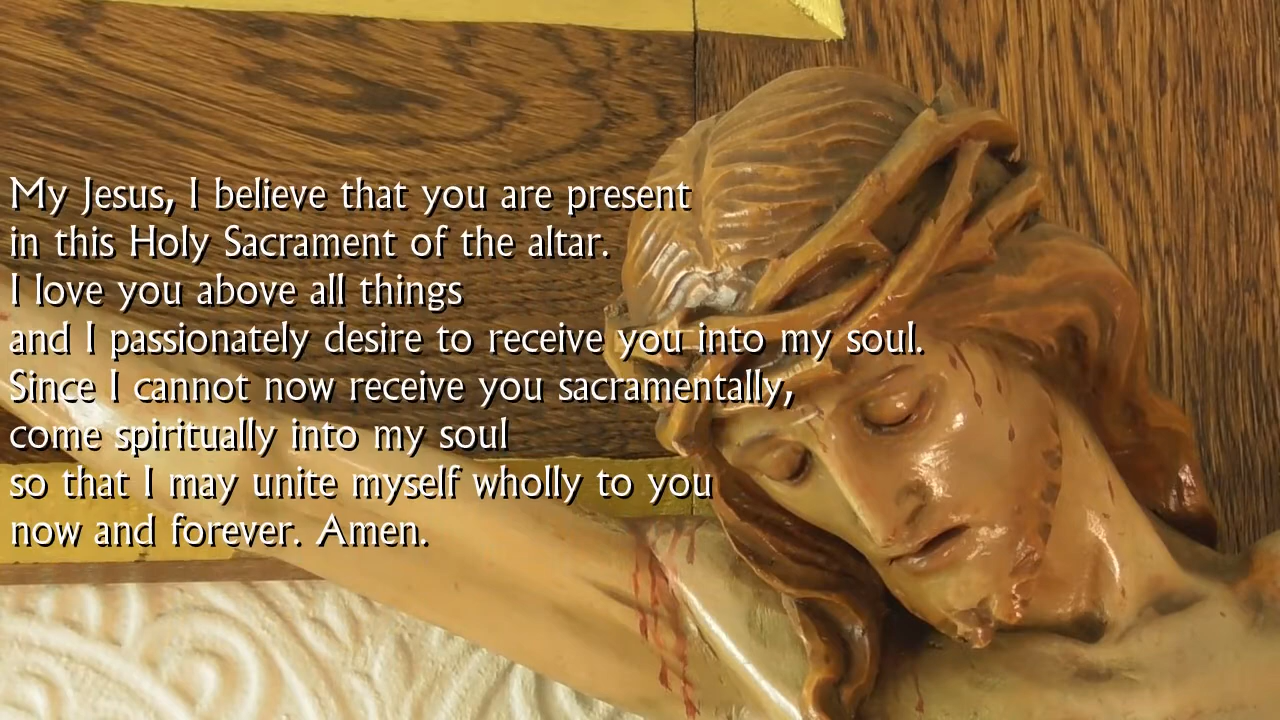 My Jesus, I believe that you are present
in this Holy Sacrament of the altar.
I love you above all things
and I passionately desire to receive you into my soul.
Since I cannot now receive you sacramentally,
come spiritually into my soul
so that I may unite myself wholly to you
now and forever. Amen.